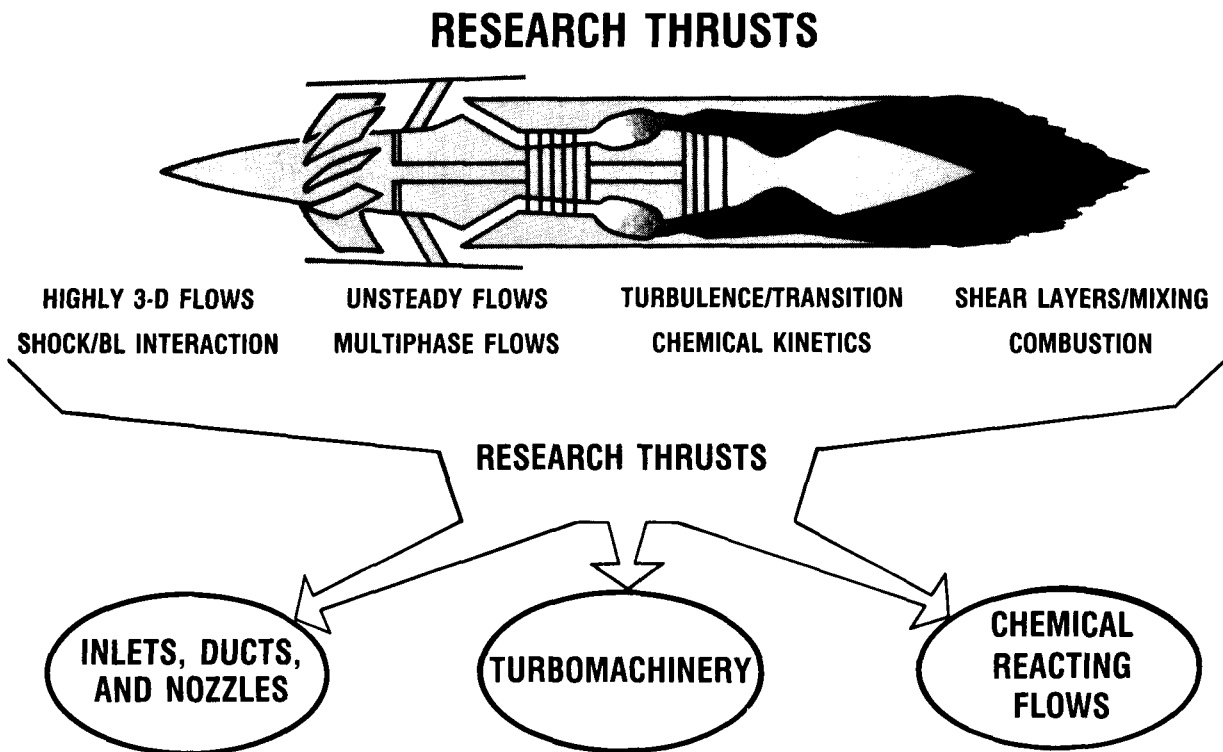 RESEARCH THRUSTS
HIGHLY 3-D FLOWS
SHOCK/BL INTERACTION
UNSTEADY FLOWS
MULTIPHASE FLOWS
TURBULENCE/TRANSITION
CHEMICAL KINETICS
SHEAR LAYERS/MIXING
COMBUSTION
RESEARCH THRUSTS
INLETS, DUCTS,
AND NOZZLES
TURBOMACHINERY
CHEMICAL
REACTING
FLOWS